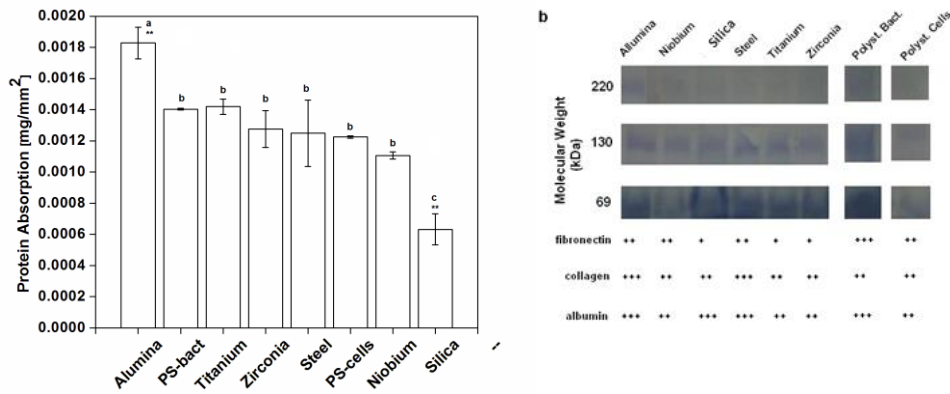 0.0020
0.0018
0.0016
0.0014
0.0012
0.0010
0.0008
0.0006
0.0004
0.0002
0.0000
Protein Absorption [mg/mm²]
a
**
b
b
b
b
b
b
c
**
Alumina
PS-bact
Titanium
Zirconia
Steel
PS-cells
Niobium
Silica
--
b
Allumina
Niobium
Silica
Steel
Titanium
Zirconia
Polyst. Bact.
Polyst. Cells
Molecular Weight
(kDa)
220
130
69
fibronectin ++ ++ + ++ + + +++ ++
collagen +++ ++ ++ +++ ++ ++ ++ ++
albumin +++ ++ +++ +++ ++ ++ +++ ++